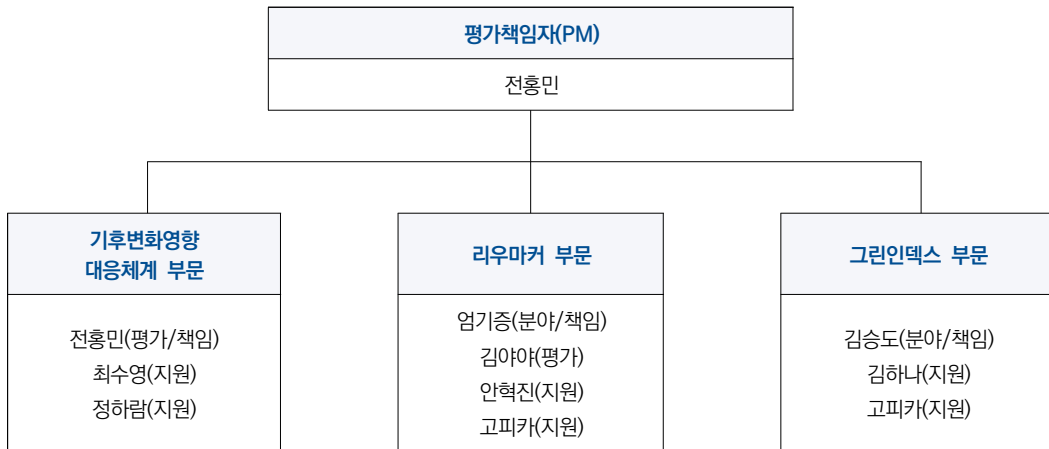 평가책임자(PM)
전홍민
기후변화영향
대응체계 부문
전홍민(평가/책임)
최수영(지원)
정하람(지원)
리우마커 부문
엄기증(분야/책임)
김야야(평가)
안혁진(지원)
고피카(지원)
그린인덱스 부문
김승도(분야/책임)
김하나(지원)
고피카(지원)